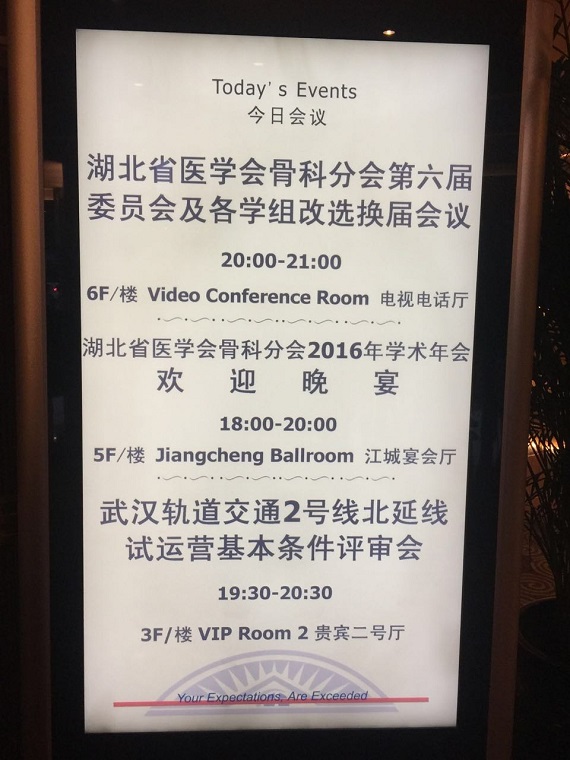 Today's Events
今日会议
湖北省医学会骨科分会第六届
委员会及各学组改选换届会议
20:00-21:00
6F/楼 Video Conference Room 电视电话厅
湖北省医学会骨科分会2016年学术年会
欢 迎 晚 宴
18:00-20:00
5F/楼 Jiangcheng Ballroom 江城宴会厅
武汉轨道交通2号线北延线
试运营基本条件评审会
19:30-20:30
3F/楼 VIP Room 2 贵宾二号厅
Your Expectations, Are Exceeded